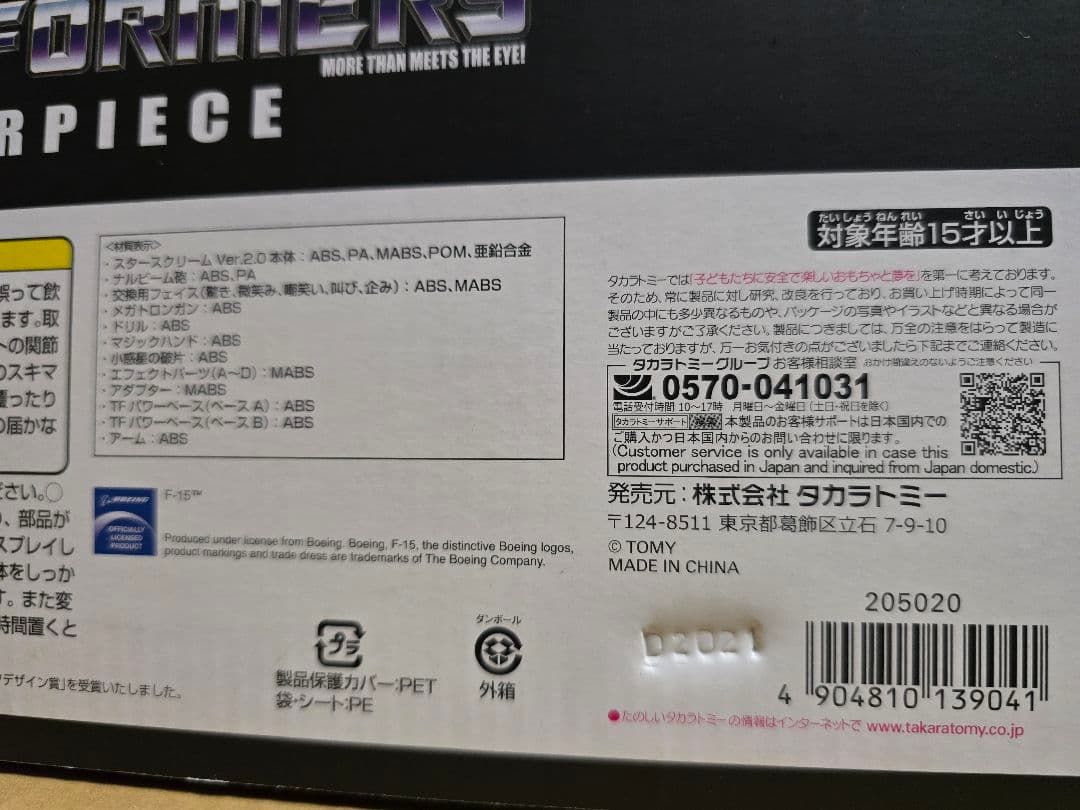 FORMERS
MORE THAN MEETS THE EYE!
RPIECE
たいしょうねんれい さいいじょう
対象年齢15才以上
誤って飲
ます。取
への関節
のスキマ
覆ったり
の届かな
<材質表示>
・スタースクリーム Ver.2.0 本体:ABS、PA、MABS、POM、亜鉛合金
・ナルビーム砲:ABS、PA
・交換用フェイス(驚き、微笑み、嘲笑い、叫び、企み):ABS、MABS
・メガトロンガン:ABS
・ドリル:ABS
・マジックハンド:ABS
・小惑星の破片:ABS
・エフェクトパーツ(A~D):MABS
・アダプター:MABS
・TF パワーベース(ベース A):ABS
・TF パワーベース(ベース B):ABS
・アーム:ABS
タカラトミーでは「子どもたちに安全で楽しいおもちゃと夢を」を第一に考えております。
そのため、常に製品に対し研究、改良を行っており、お買い上げ時期によって同一
製品の中にも多少異なるものや、パッケージの写真やイラストなどと異なる場合が
ございますがご了承ください。製品につきましては、万全の注意をはらって製造に
当たっておりますが、万一お気付きの点がございましたら下記までご連絡ください。
タカラトミーグループ お客様相談室 おかけ間違えのないようご注意ください
0570-041031
電話受付時間 10~17時 月曜日~金曜日(土日・祝日を除く)
タカラトミーサポート 検索 本製品のお客様サポートは日本国内での
ご購入かつ日本国内からのお問い合わせに限ります。
(Customer service is only available in case this
product purchased in Japan and inquired from Japan domestic.)
発売元:株式会社 タカラトミー
〒124-8511 東京都葛飾区立石 7-9-10
© TOMY
MADE IN CHINA
ださい。○
、部品が
スプレイし
体をしっか
す。また変
時間置くと
デザイン賞」を受賞いたしました。
BOEING
OFFICIALLY
LICENSED
PRODUCT
F-15™
Produced under license from Boeing. Boeing, F-15, the distinctive Boeing logos,
product markings and trade dress are trademarks of The Boeing Company.
プラ
製品保護カバー:PET
袋・シート:PE
ダンボール
外箱
D2021
205020
4 904810 139041
●たのしいタカラトミーの情報はインターネットで www.takaratomy.co.jp